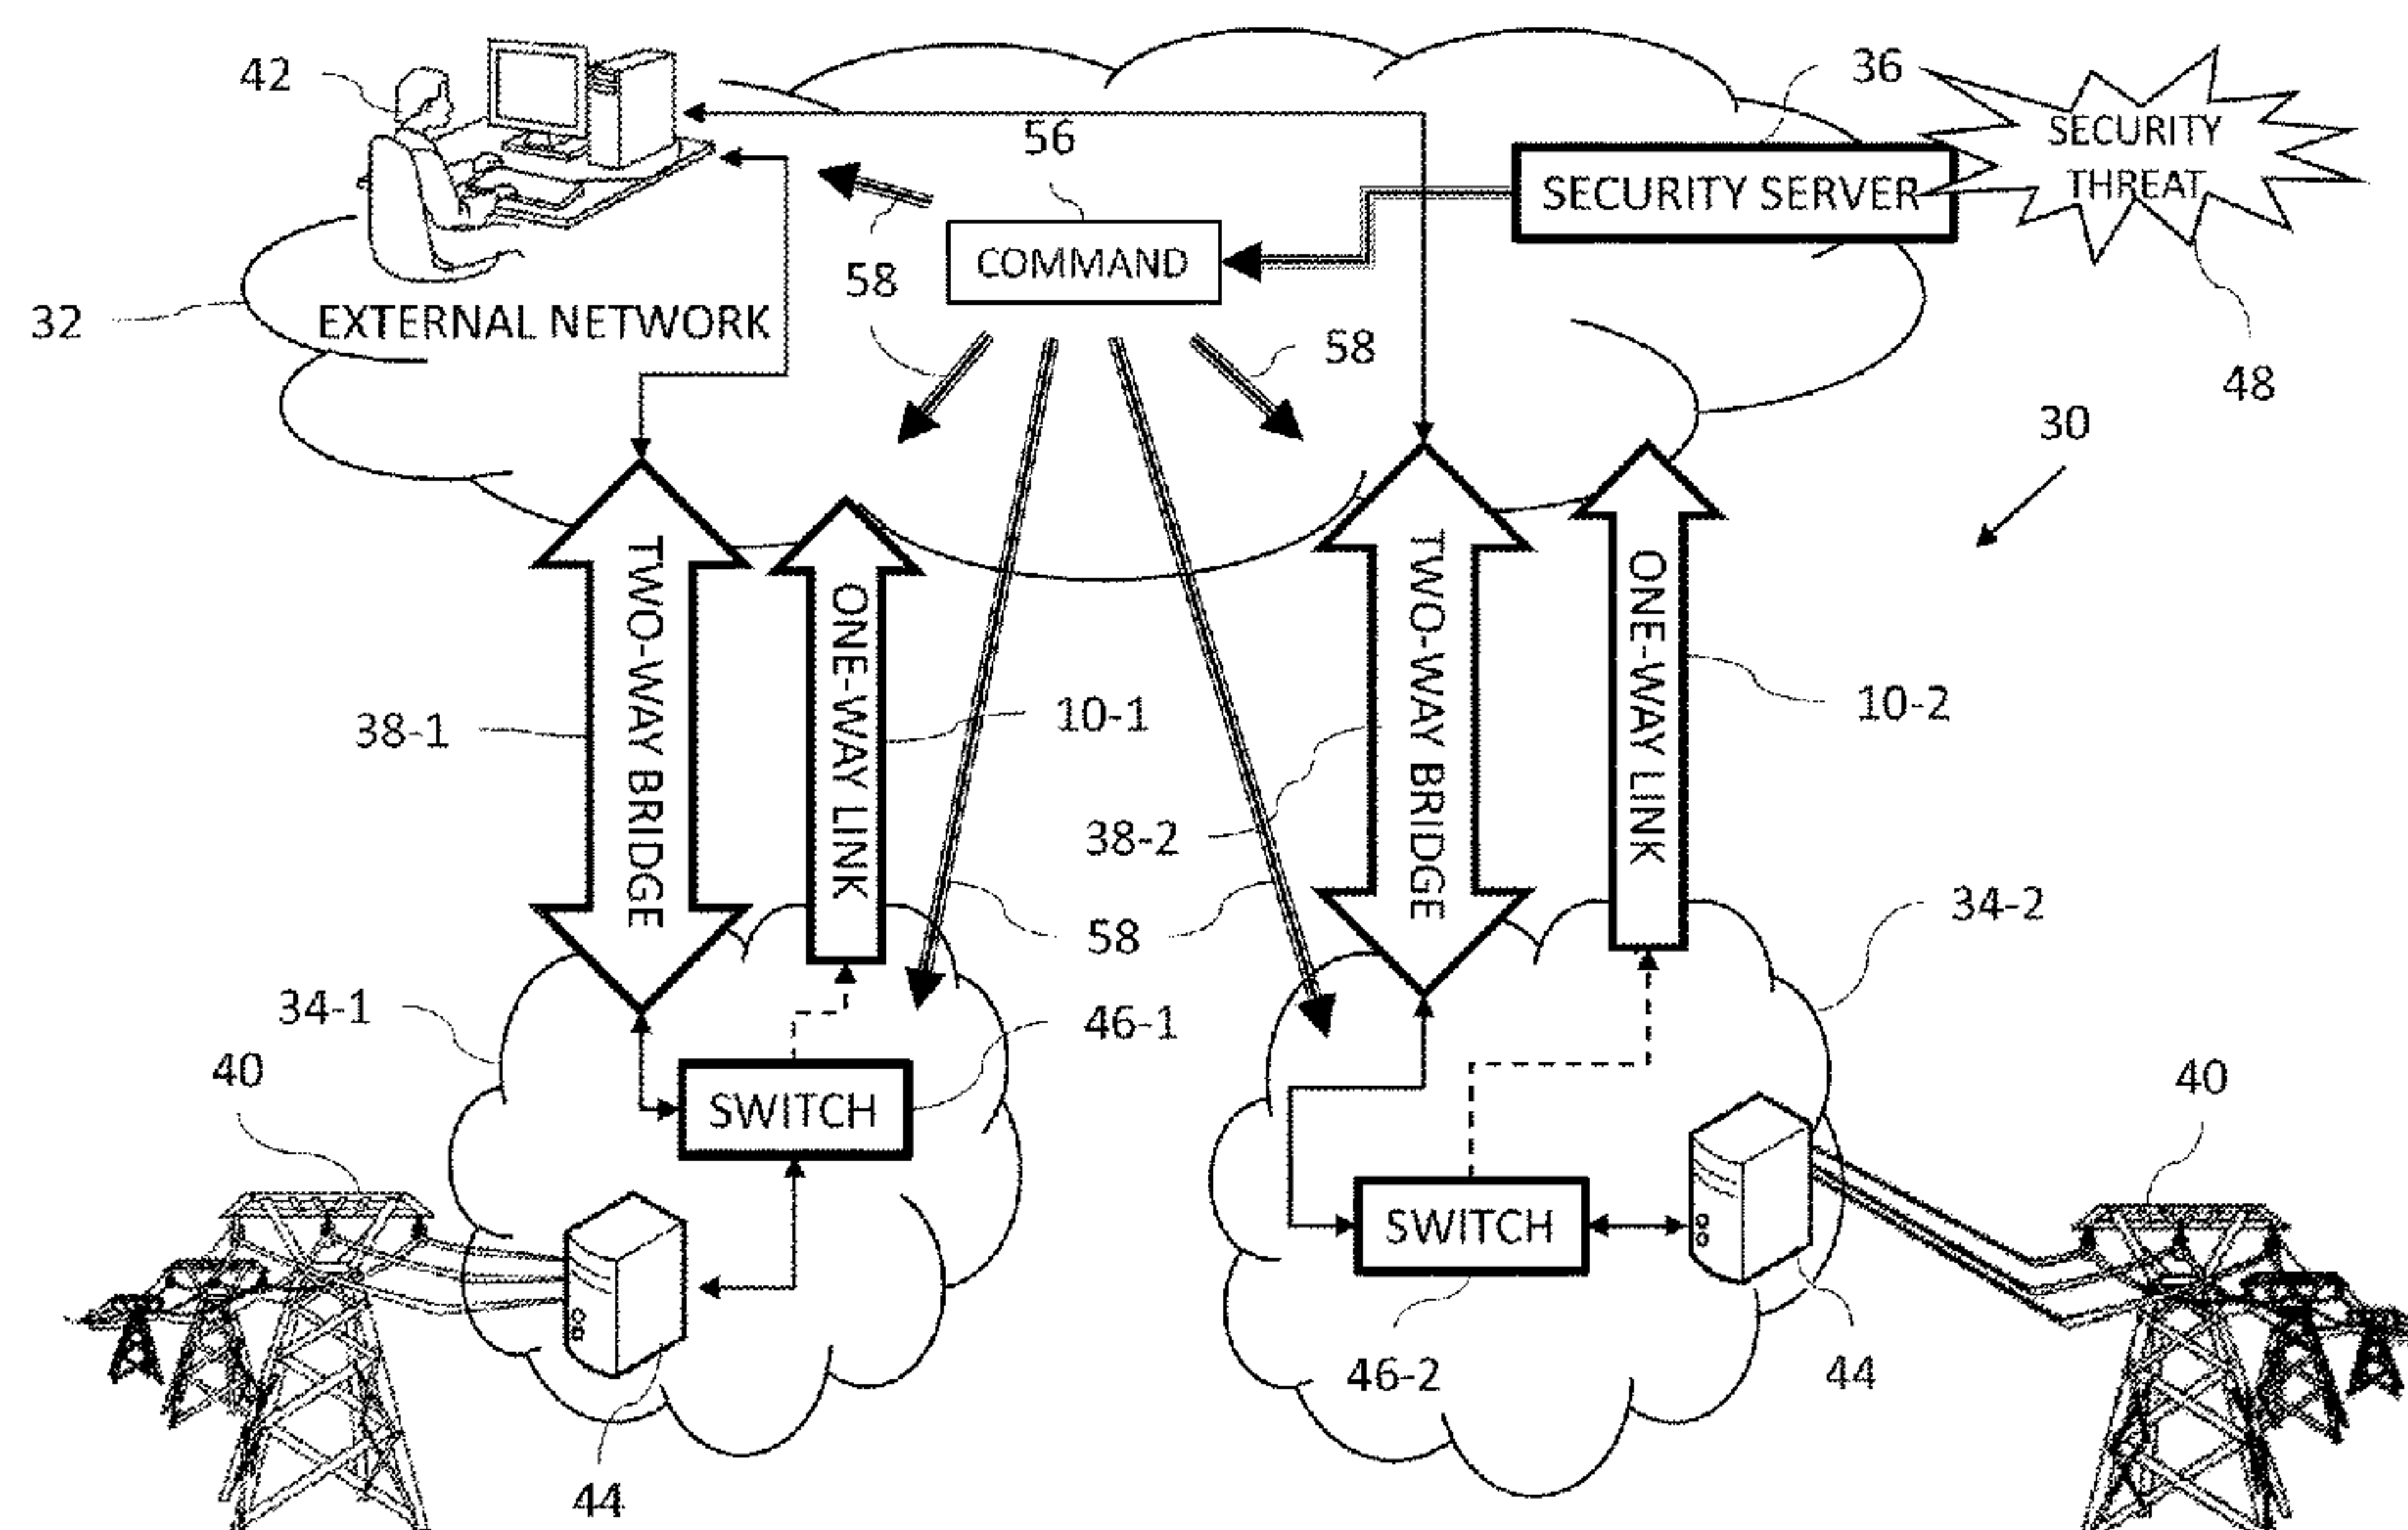 42
36
SECURITY
THREAT
56
SECURITY SERVER
COMMAND
58
32
EXTERNAL NETWORK
58
48
30
TWO-WAY BRIDGE
ONE-WAY LINK
TWO-WAY BRIDGE
ONE-WAY LINK
38-1
10-1
10-2
38-2
58
34-2
34-1
46-1
40
40
SWITCH
SWITCH
46-2
44
44